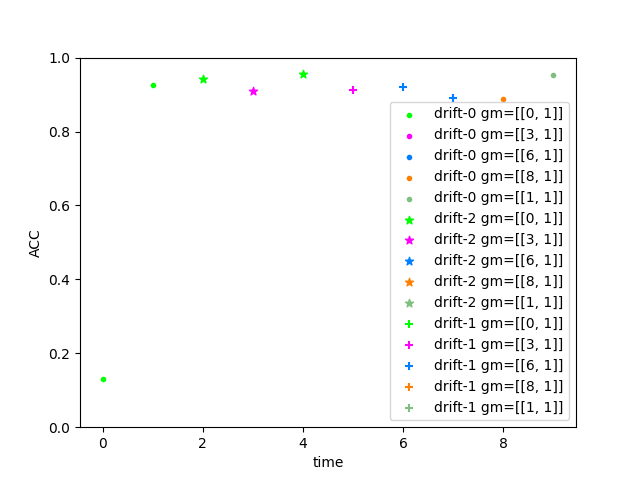 1.0
0.8
0.6
0.4
0.2
0.0
ACC
0 2 4 6 8
time
drift-0 gm=[[0, 1]]
drift-0 gm=[[3, 1]]
drift-0 gm=[[6, 1]]
drift-0 gm=[[8, 1]]
drift-0 gm=[[1, 1]]
drift-2 gm=[[0, 1]]
drift-2 gm=[[3, 1]]
drift-2 gm=[[6, 1]]
drift-2 gm=[[8, 1]]
drift-2 gm=[[1, 1]]
drift-1 gm=[[0, 1]]
drift-1 gm=[[3, 1]]
drift-1 gm=[[6, 1]]
drift-1 gm=[[8, 1]]
drift-1 gm=[[1, 1]]